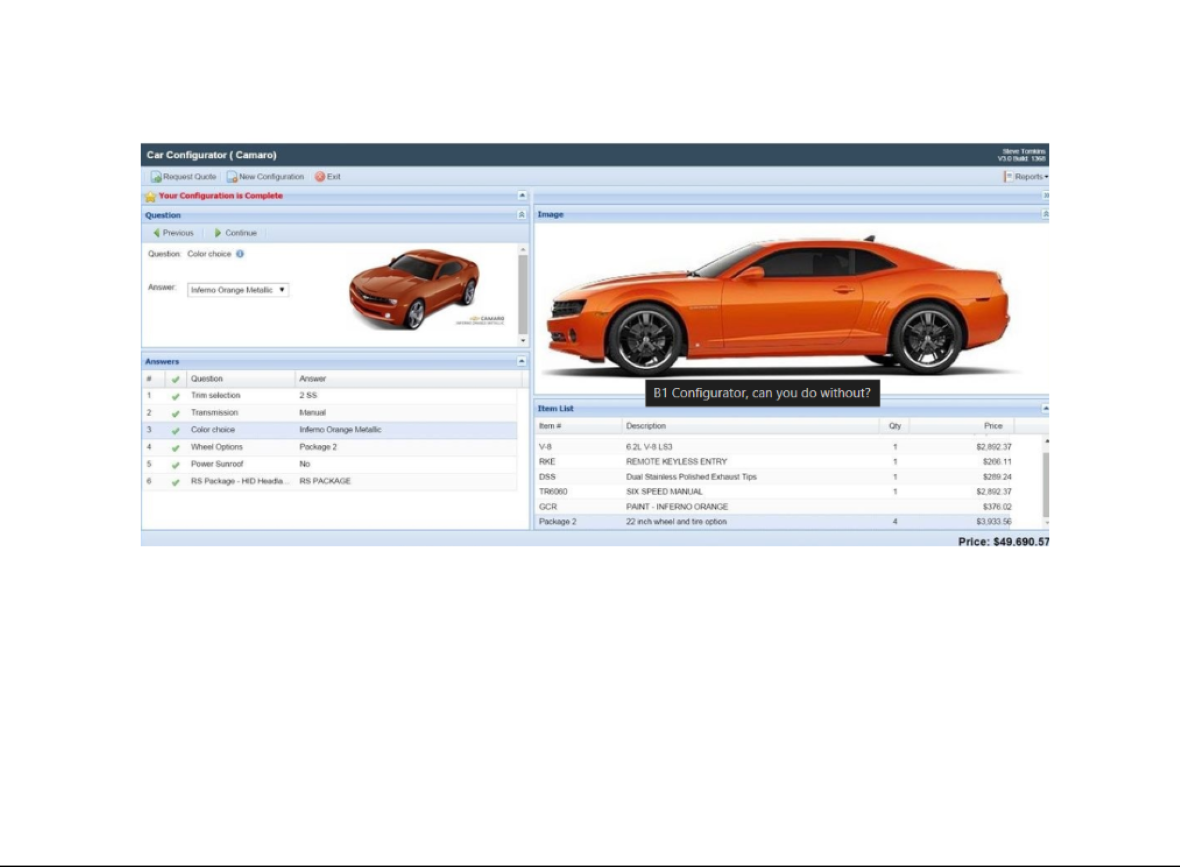 Car Configurator ( Camaro)
Steve Tomkins
V3.0 Build: 1368
Request Quote
New Configuration
Exit
Reports
Your Configuration is Complete
Question
Previous
Continue
Question: Color choice
Answer: Inferno Orange Metallic
CAMARO
INFERNO ORANGE METALLIC
Answers
# Question Answer
1 Trim selection 2 SS
2 Transmission Manual
3 Color choice Inferno Orange Metallic
4 Wheel Options Package 2
5 Power Sunroof No
6 RS Package - HID Headla... RS PACKAGE
Image
B1 Configurator, can you do without?
Item List
Item # Description Qty Price
V-8 6.2L V-8 LS3 1 $2,892.37
RKE REMOTE KEYLESS ENTRY 1 $266.11
DSS Dual Stainless Polished Exhaust Tips 1 $289.24
TR6060 SIX SPEED MANUAL 1 $2,892.37
GCR PAINT - INFERNO ORANGE $376.02
Package 2 22 inch wheel and tire option 4 $3,933.56
Price: $49,690.57